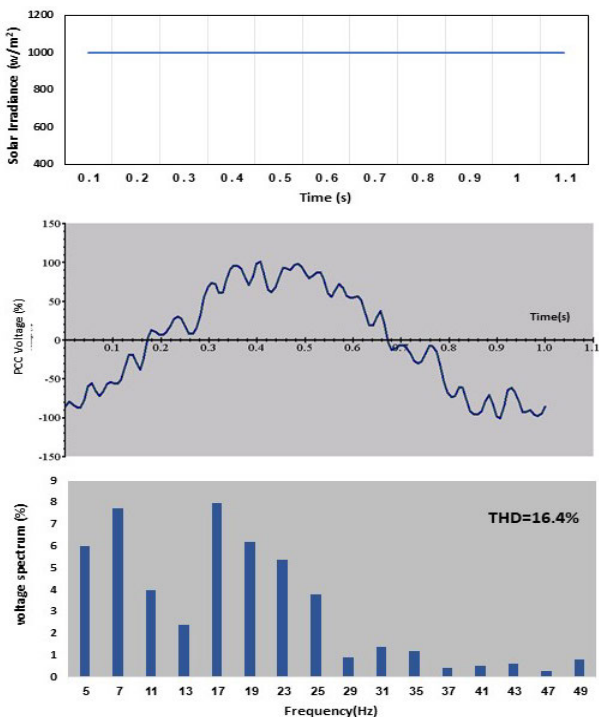 1200
1000
800
600
400
Solar Irradiance (w/m²)
0.1 0.2 0.3 0.4 0.5 0.6 0.7 0.8 0.9 1 1.1
Time (s)
150
100
50
0
-50
-100
-150
PCC Voltage (%)
Time(s)
0.1 0.2 0.3 0.4 0.5 0.6 0.7 0.8 0.9 1.0 1.1
9
8
7
6
5
4
3
2
1
0
voltage spectrum (%)
THD=16.4%
5 7 11 13 17 19 23 25 29 31 35 37 41 43 47 49
Frequency(Hz)